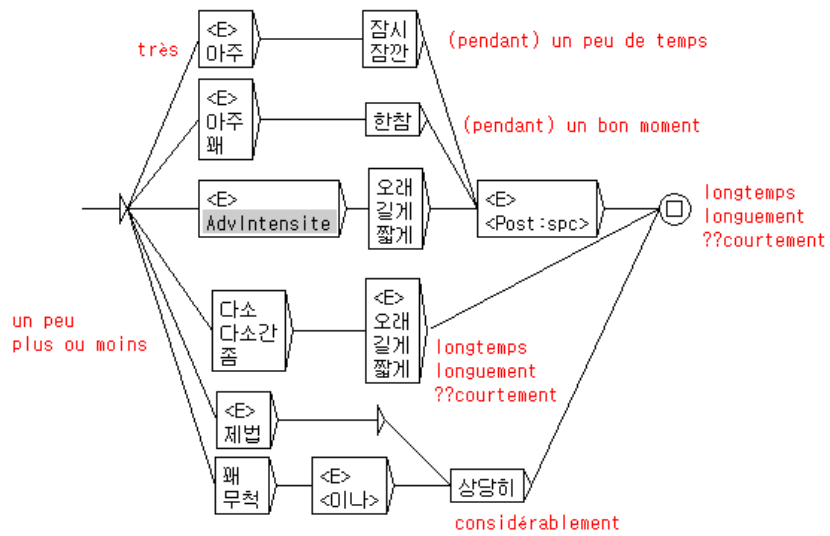 très
<E>
아주
잠시
잠깐
(pendant) un peu de temps
<E>
아주
꽤
한참
(pendant) un bon moment
<E>
AdvIntensite
오래
길게
짧게
<E>
<Post:spc>
longtemps
longuement
??courtement
un peu
plus ou moins
다소
다소간
좀
<E>
오래
길게
짧게
longtemps
longuement
??courtement
<E>
제법
꽤
무척
<E>
<이나>
상당히
considérablement